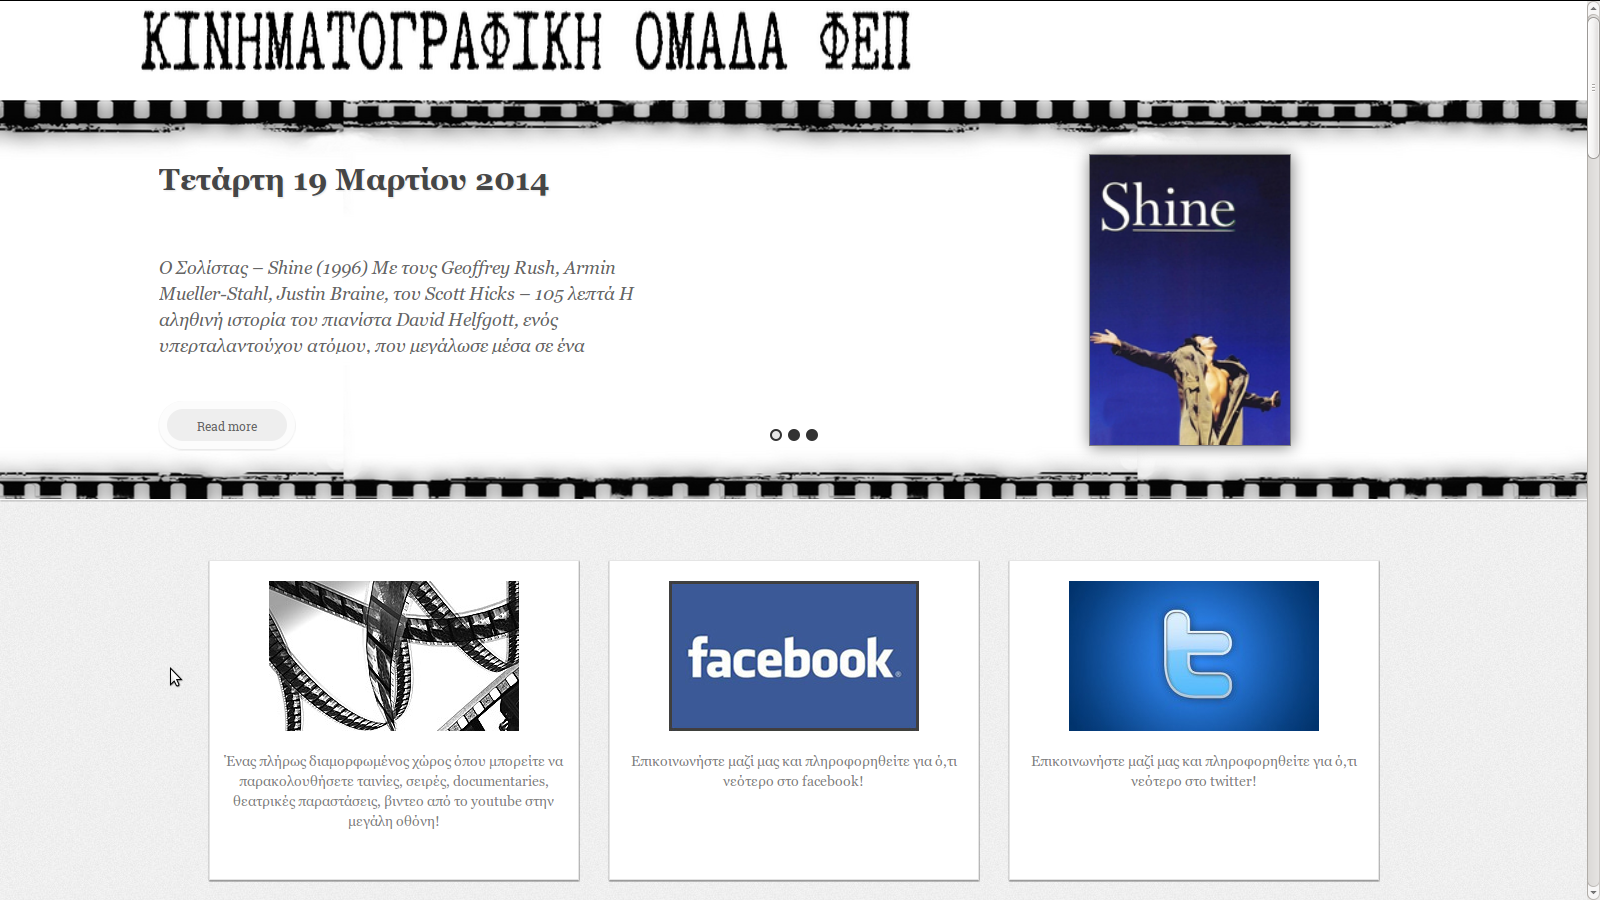 ΚΙΝΗΜΑΤΟΓΡΑΦΙΚΗ ΟΜΑΔΑ ΦΕΠ
Τετάρτη 19 Μαρτίου 2014
Ο Σολίστας – Shine (1996) Με τους Geoffrey Rush, Armin
Mueller-Stahl, Justin Braine, του Scott Hicks – 105 λεπτά Η
αληθινή ιστορία του πιανίστα David Helfgott, ενός
υπερταλαντούχου ατόμου, που μεγάλωσε μέσα σε ένα
Read more
Shine
facebook®
t
Ένας πλήρως διαμορφωμένος χώρος όπου μπορείτε να
παρακολουθήσετε ταινίες, σειρές, documentaries,
θεατρικές παραστάσεις, βιντεο από το youtube στην
μεγάλη οθόνη!
Επικοινωνήστε μαζί μας και πληροφορηθείτε για ό,τι
νεότερο στο facebook!
Επικοινωνήστε μαζί μας και πληροφορηθείτε για ό,τι
νεότερο στο twitter!